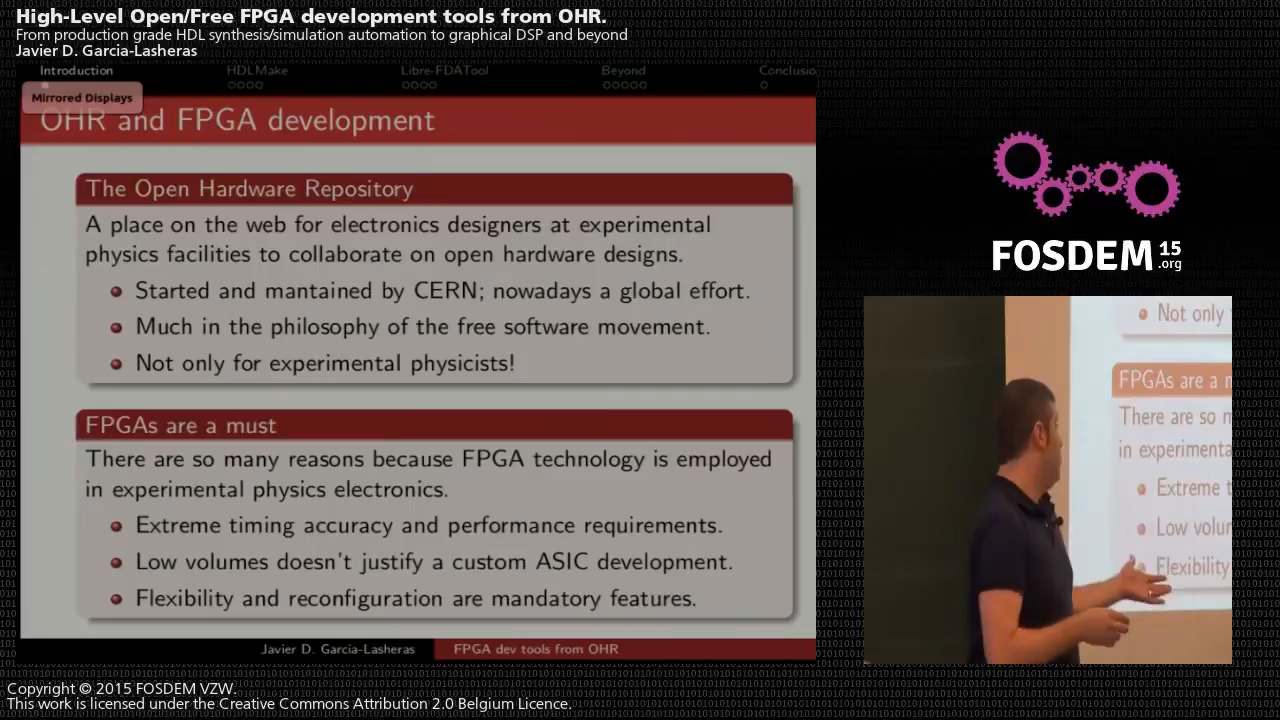 High-Level Open/Free FPGA development tools from OHR.
From production grade HDL synthesis/simulation automation to graphical DSP and beyond
Javier D. Garcia-Lasheras
Introduction HDLMake Libre-FDATool Beyond Conclusio
Mirrored Displays
OHR and FPGA development
The Open Hardware Repository
A place on the web for electronics designers at experimental
physics facilities to collaborate on open hardware designs.
Started and mantained by CERN; nowadays a global effort.
Much in the philosophy of the free software movement.
Not only for experimental physicists!
FPGAs are a must
There are so many reasons because FPGA technology is employed
in experimental physics electronics.
Extreme timing accuracy and performance requirements.
Low volumes doesn't justify a custom ASIC development.
Flexibility and reconfiguration are mandatory features.
Javier D. Garcia-Lasheras FPGA dev tools from OHR
FOSDEM 15
.org
Not only
FPGAs are a m
There are so m
in experimenta
Extreme t
Low volum
Flexibility
Copyright © 2015 FOSDEM VZW.
This work is licensed under the Creative Commons Attribution 2.0 Belgium Licence.